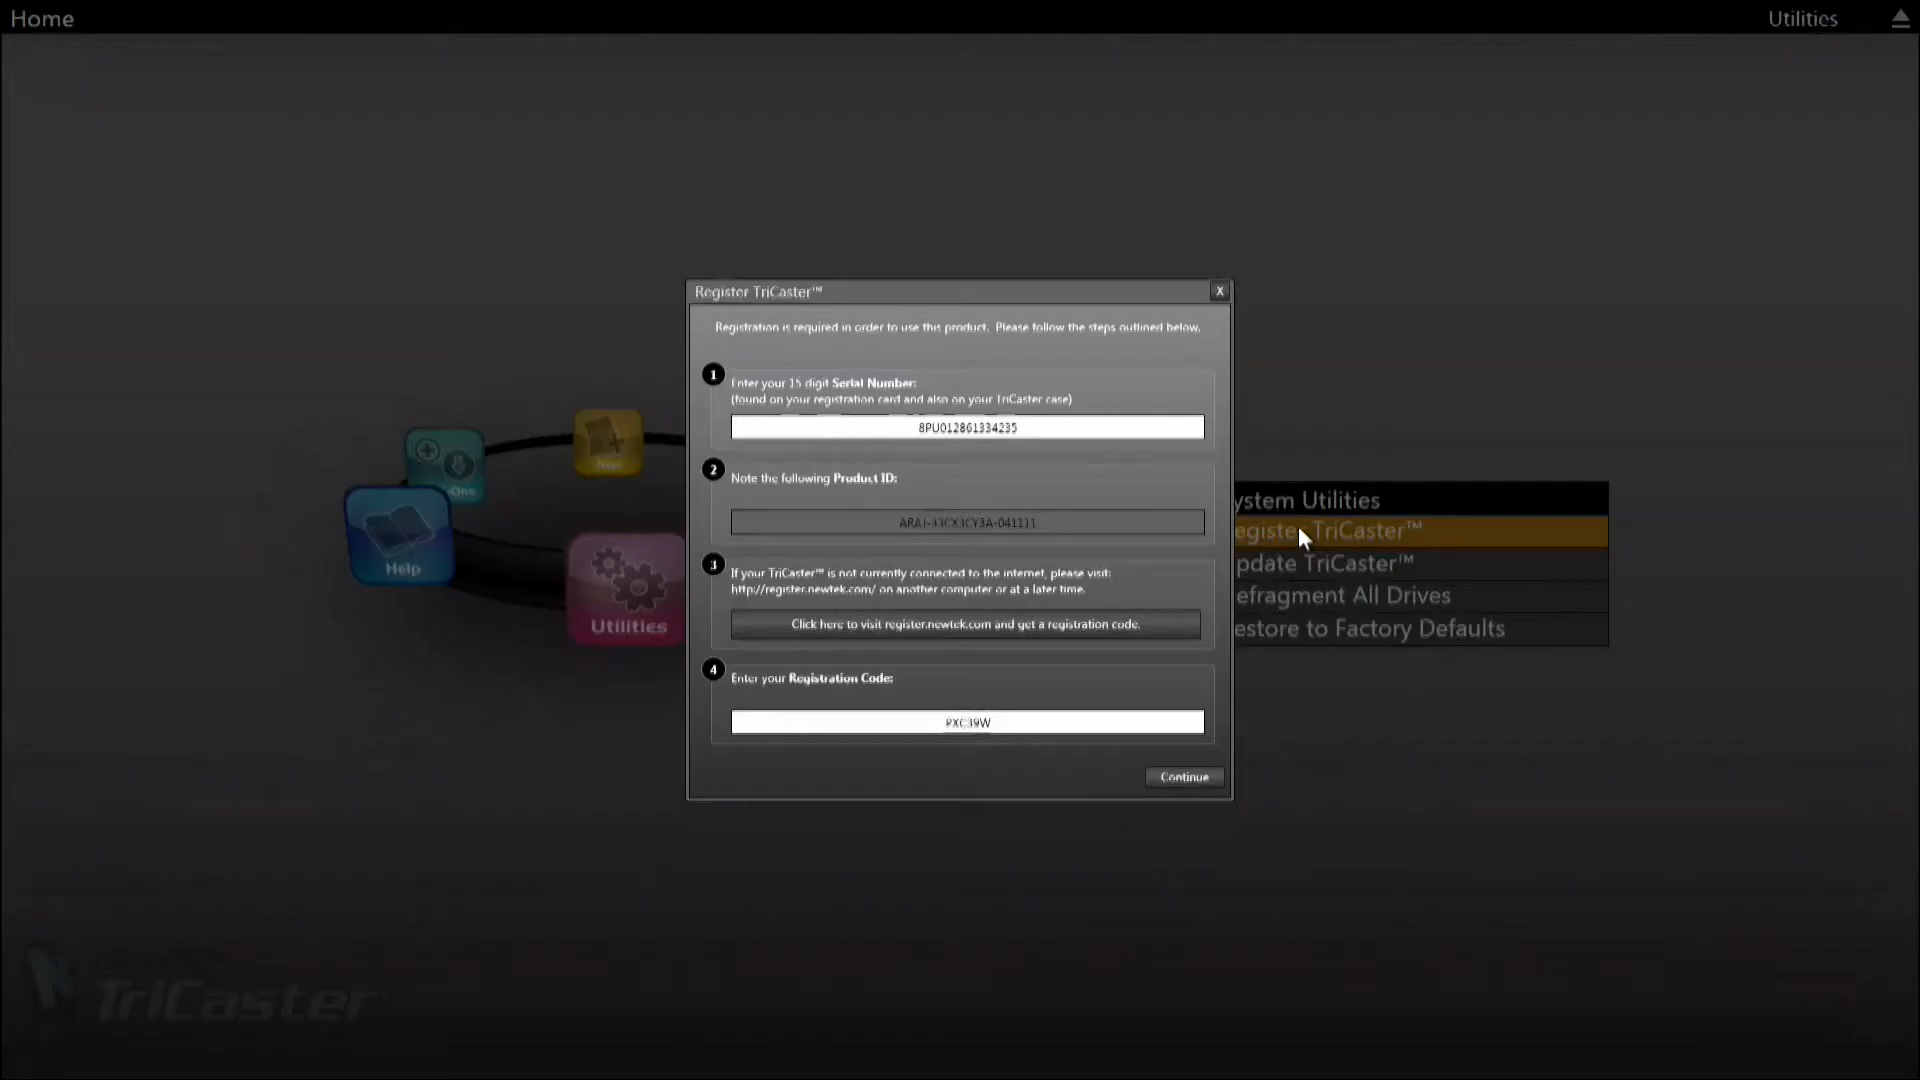 Home
Utilities
Register TriCaster™
X
Registration is required in order to use this product. Please follow the steps outlined below.
1
Enter your 15 digit Serial Number:
(found on your registration card and also on your TriCaster case)
8PU012861334235
2
Note the following Product ID:
3
If your TriCaster™ is not currently connected to the internet, please visit:
http://register.newtek.com/ on another computer or at a later time.
Click here to visit register.newtek.com and get a registration code.
4
Enter your Registration Code:
Continue
ystem Utilities
egister TriCaster™
pdate TriCaster™
efragment All Drives
estore to Factory Defaults
New
Help
Utilities
TriCaster